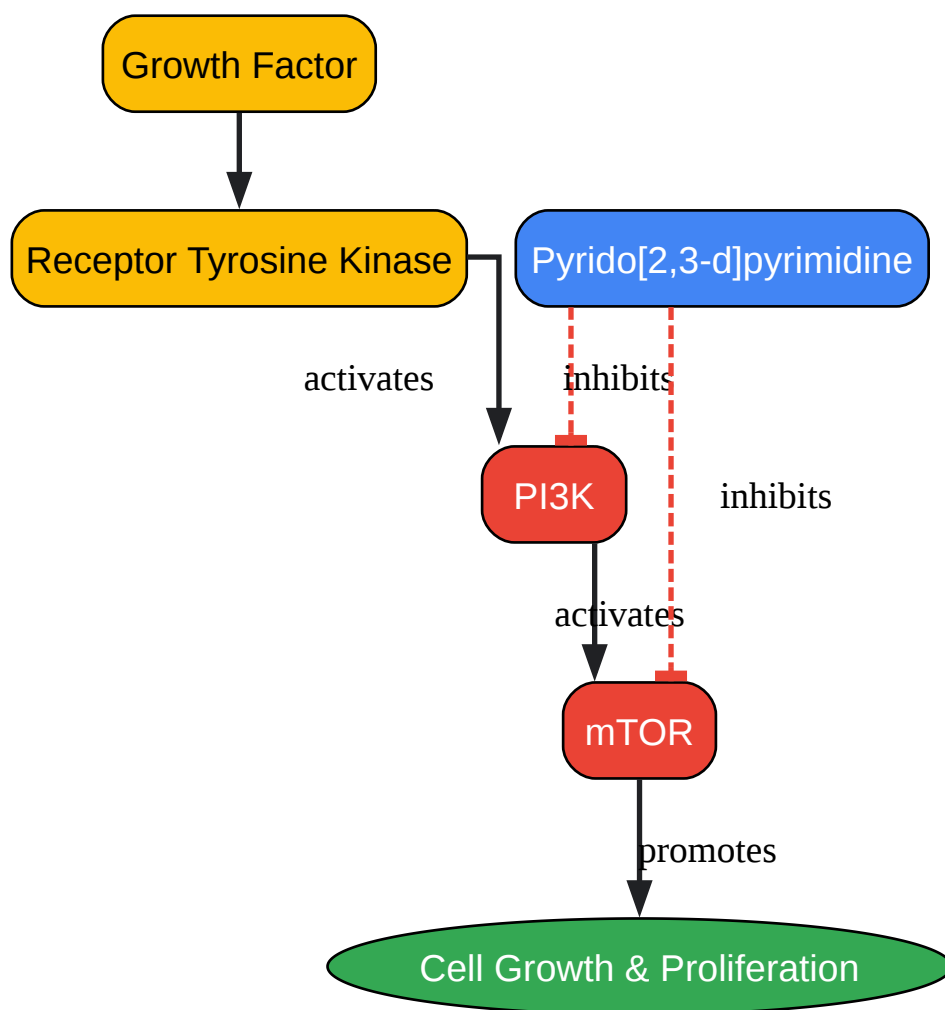 Growth Factor
Receptor Tyrosine Kinase
Pyrido[2,3-d]pyrimidine
activates
inhibits
PI3K
inhibits
activates
mTOR
promotes
Cell Growth & Proliferation